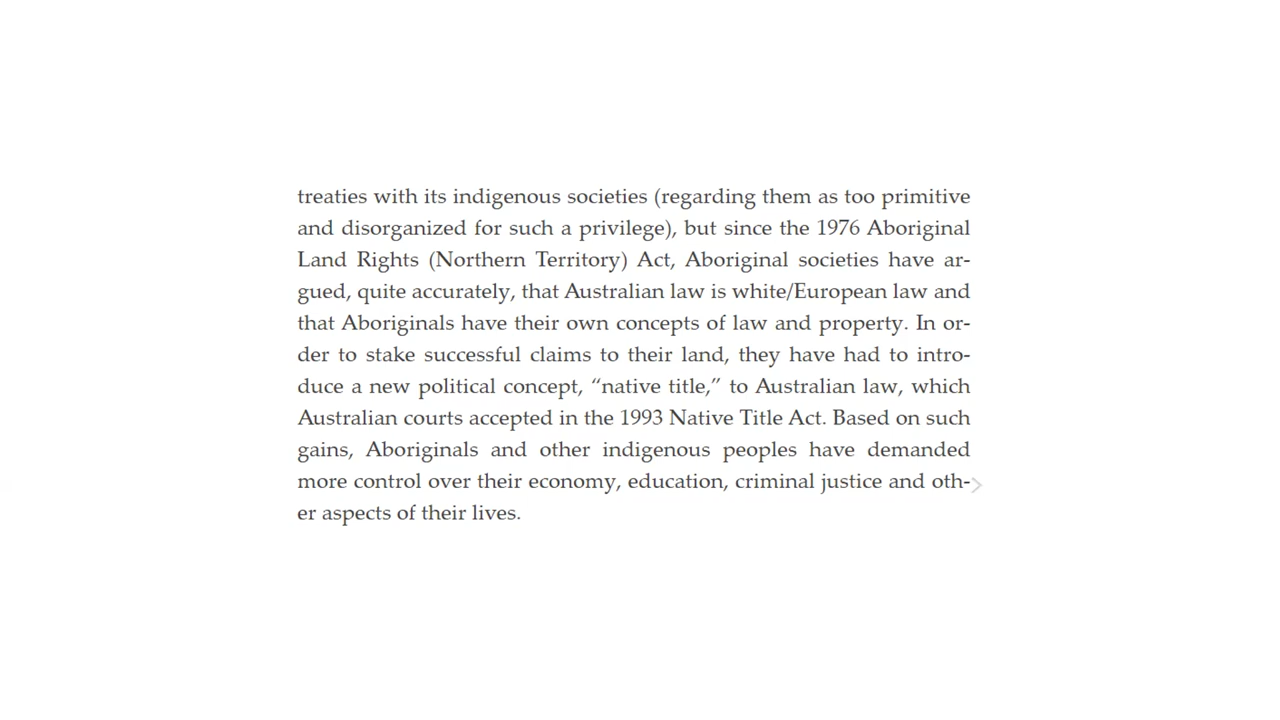 treaties with its indigenous societies (regarding them as too primitive
and disorganized for such a privilege), but since the 1976 Aboriginal
Land Rights (Northern Territory) Act, Aboriginal societies have ar-
gued, quite accurately, that Australian law is white/European law and
that Aboriginals have their own concepts of law and property. In or-
der to stake successful claims to their land, they have had to intro-
duce a new political concept, “native title,” to Australian law, which
Australian courts accepted in the 1993 Native Title Act. Based on such
gains, Aboriginals and other indigenous peoples have demanded
more control over their economy, education, criminal justice and oth-
er aspects of their lives.